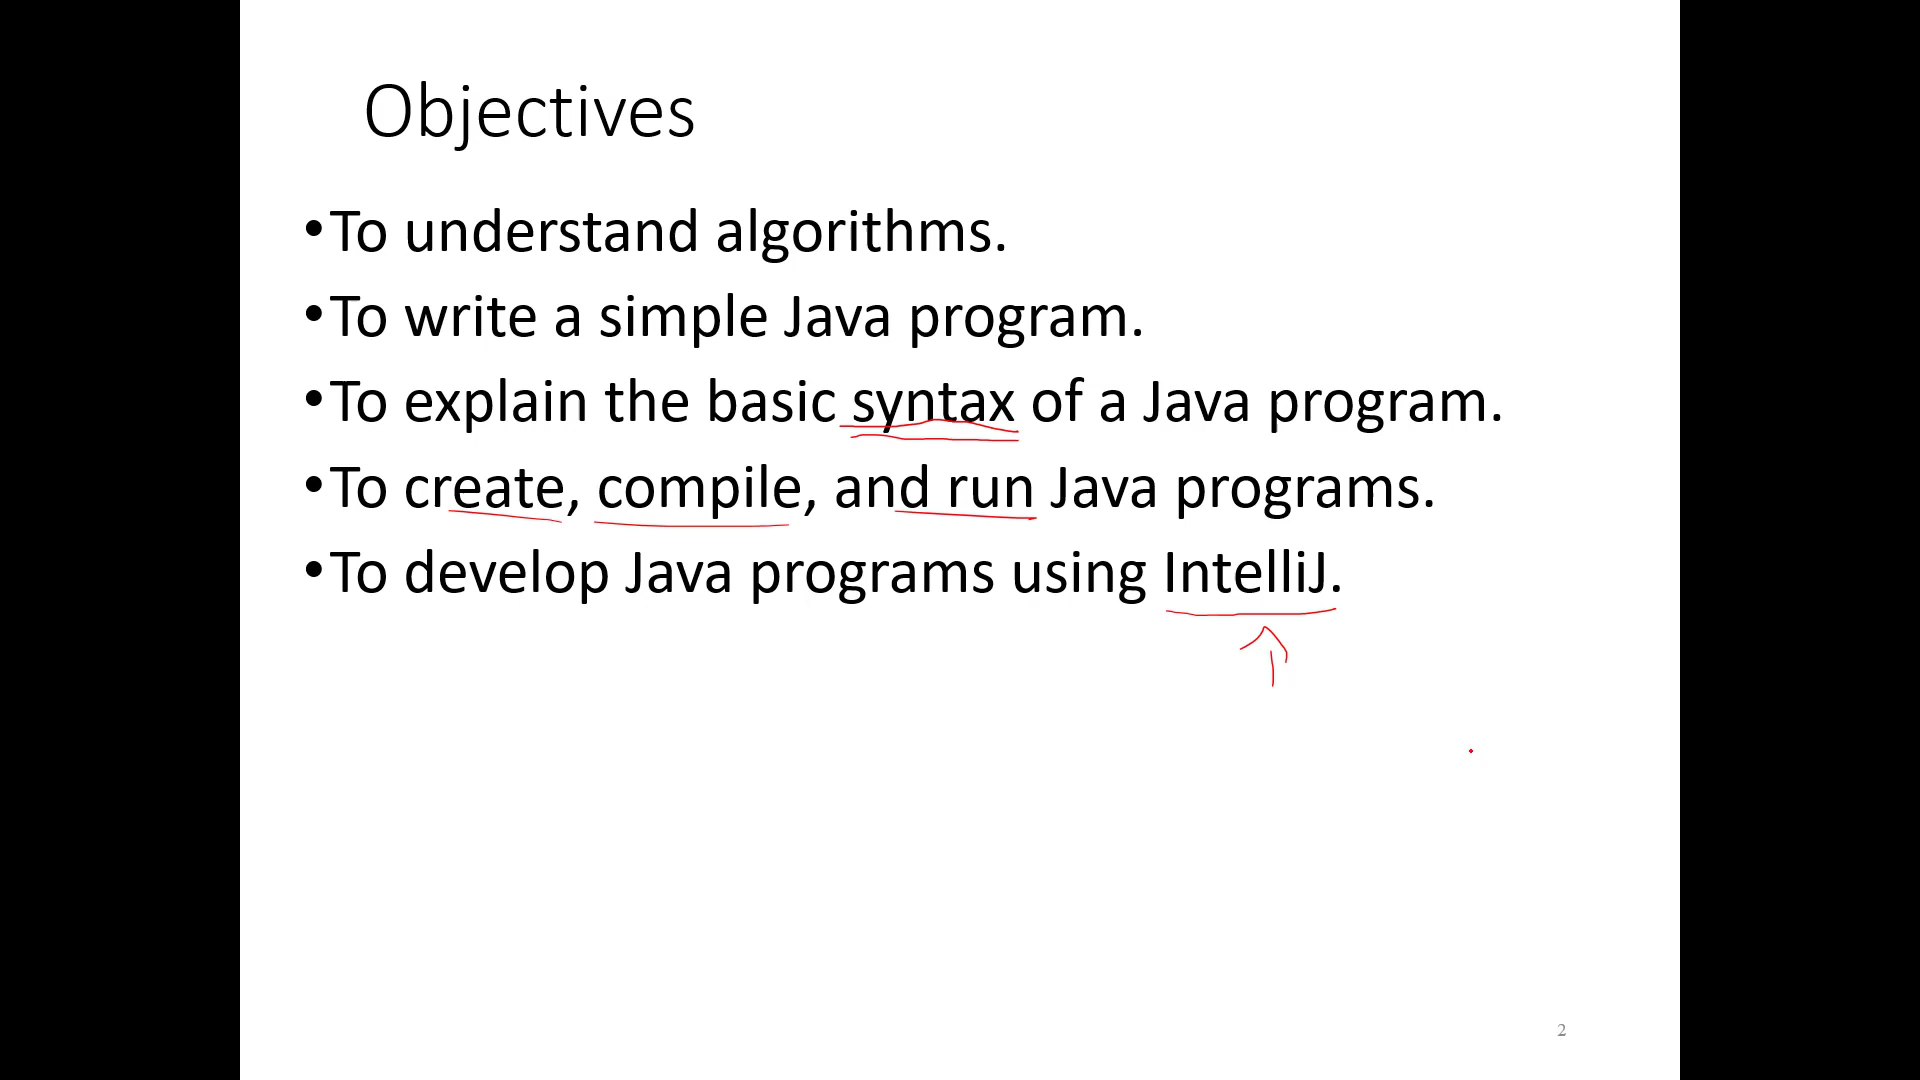 Objectives
•To understand algorithms.
•To write a simple Java program.
•To explain the basic syntax of a Java program.
•To create, compile, and run Java programs.
•To develop Java programs using IntelliJ.
2